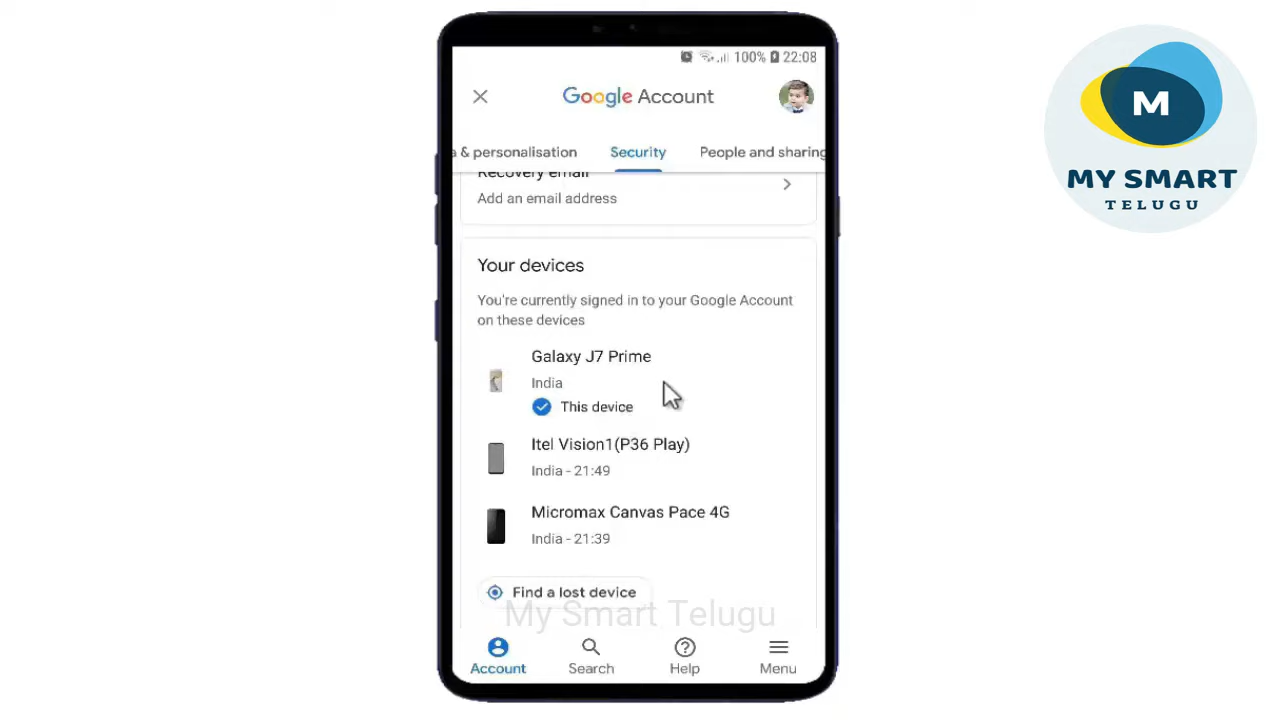 100% 22:08
Google Account
a & personalisation Security People and sharing
Recovery email
Add an email address
Your devices
You're currently signed in to your Google Account
on these devices
Galaxy J7 Prime
India
This device
Itel Vision1(P36 Play)
India - 21:49
Micromax Canvas Pace 4G
India - 21:39
Find a lost device
My Smart Telugu
Account Search Help Menu
M
MY SMART
TELUGU